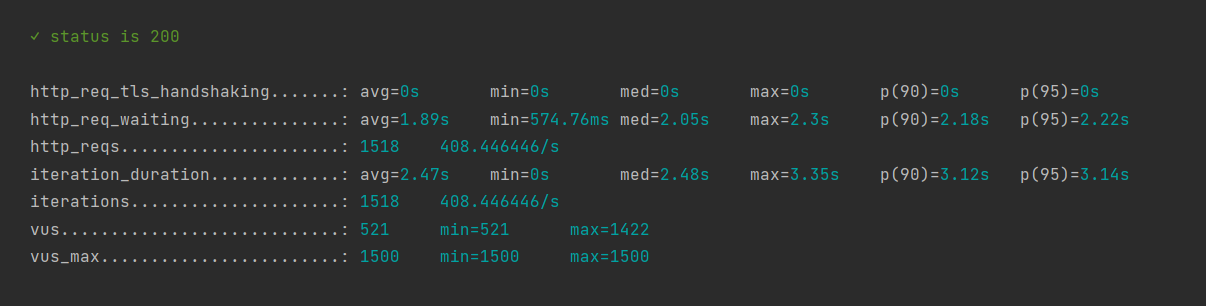 ✓ status is 200
http_req_tls_handshaking.......: avg=0s min=0s med=0s max=0s p(90)=0s p(95)=0s
http_req_waiting...............: avg=1.89s min=574.76ms med=2.05s max=2.3s p(90)=2.18s p(95)=2.22s
http_reqs......................: 1518 408.446446/s
iteration_duration.............: avg=2.47s min=0s med=2.48s max=3.35s p(90)=3.12s p(95)=3.14s
iterations.....................: 1518 408.446446/s
vus............................: 521 min=521 max=1422
vus_max........................: 1500 min=1500 max=1500